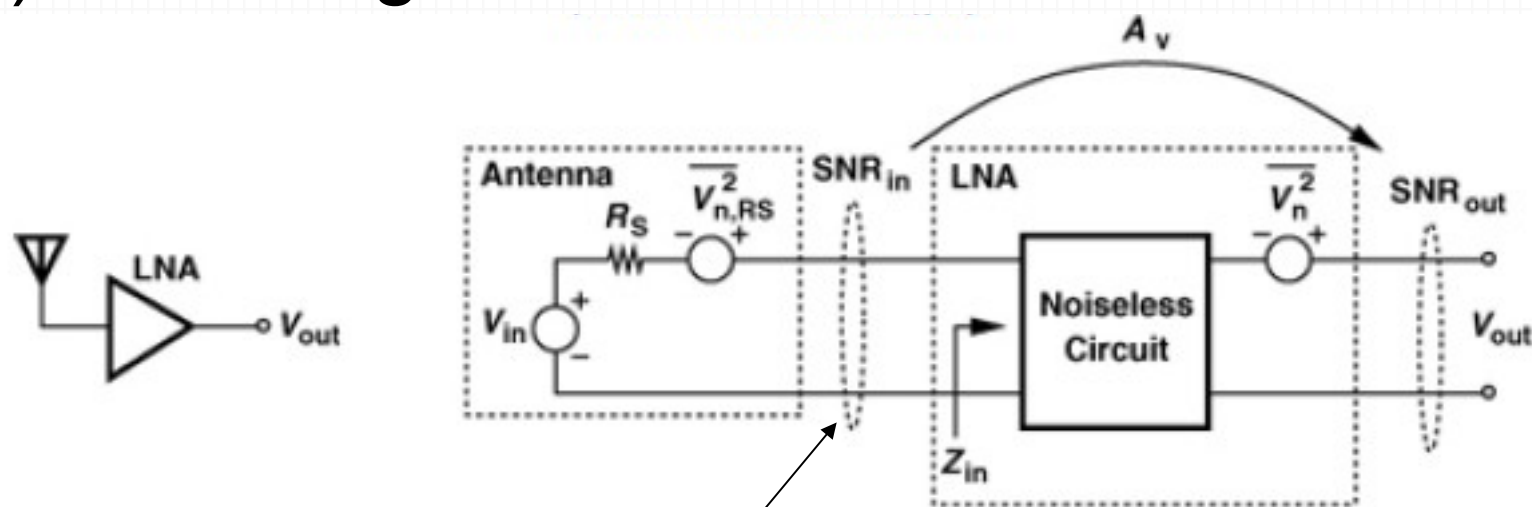 A_v
Antenna
V²_n,RS
SNR_in
LNA
V²_n
SNR_out
R_S
LNA
V_out
V_in
Noiseless
Circuit
V_out
Z_in